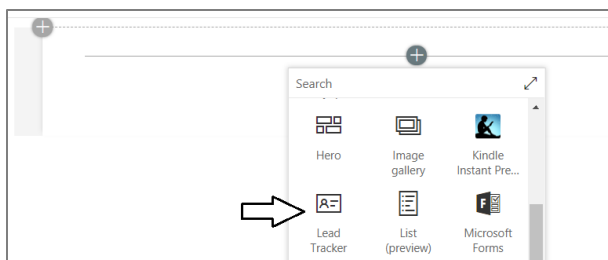 Search
Hero
Image
gallery
Kindle
Instant Pre...
Lead
Tracker
List
(preview)
Microsoft
Forms